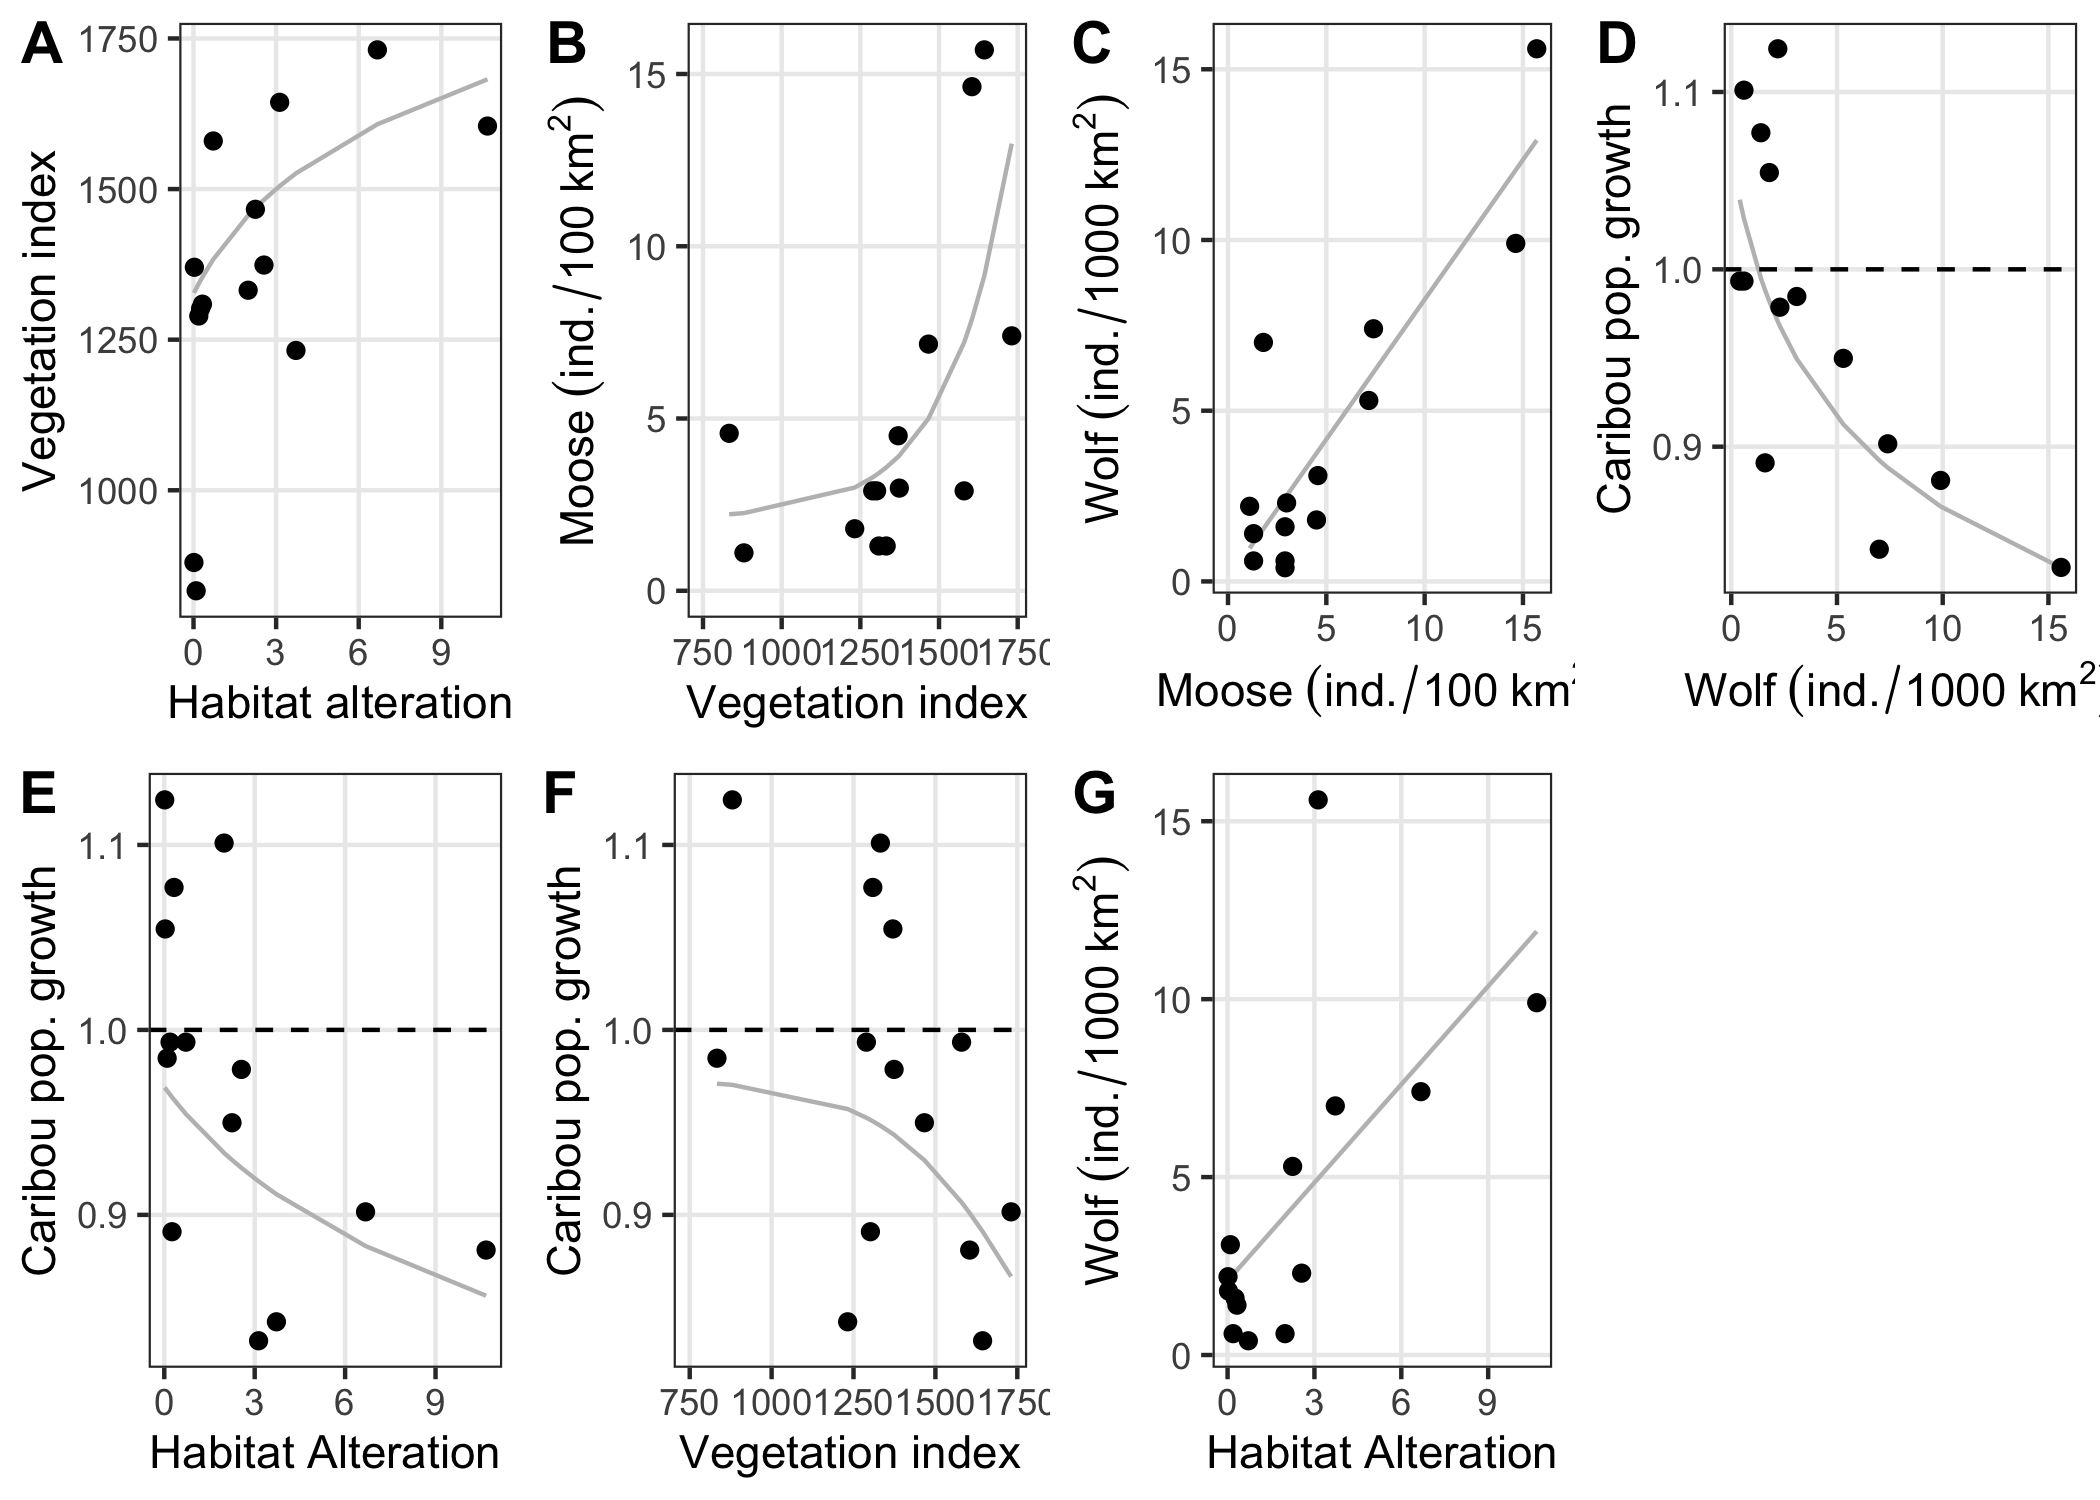 A
1750
1500
1250
1000
Vegetation index
0 3 6 9
Habitat alteration
B
15
10
5
0
Moose (ind./100 km²)
750 1000 1250 1500 1750
Vegetation index
C
15
10
5
0
Wolf (ind./1000 km²)
0 5 10 15
Moose (ind./100 km²
D
1.1
1.0
0.9
Caribou pop. growth
0 5 10 15
Wolf (ind./1000 km²)
E
1.1
1.0
0.9
Caribou pop. growth
0 3 6 9
Habitat Alteration
F
1.1
1.0
0.9
Caribou pop. growth
750 1000 1250 1500 1750
Vegetation index
G
15
10
5
0
Wolf (ind./1000 km²)
0 3 6 9
Habitat Alteration